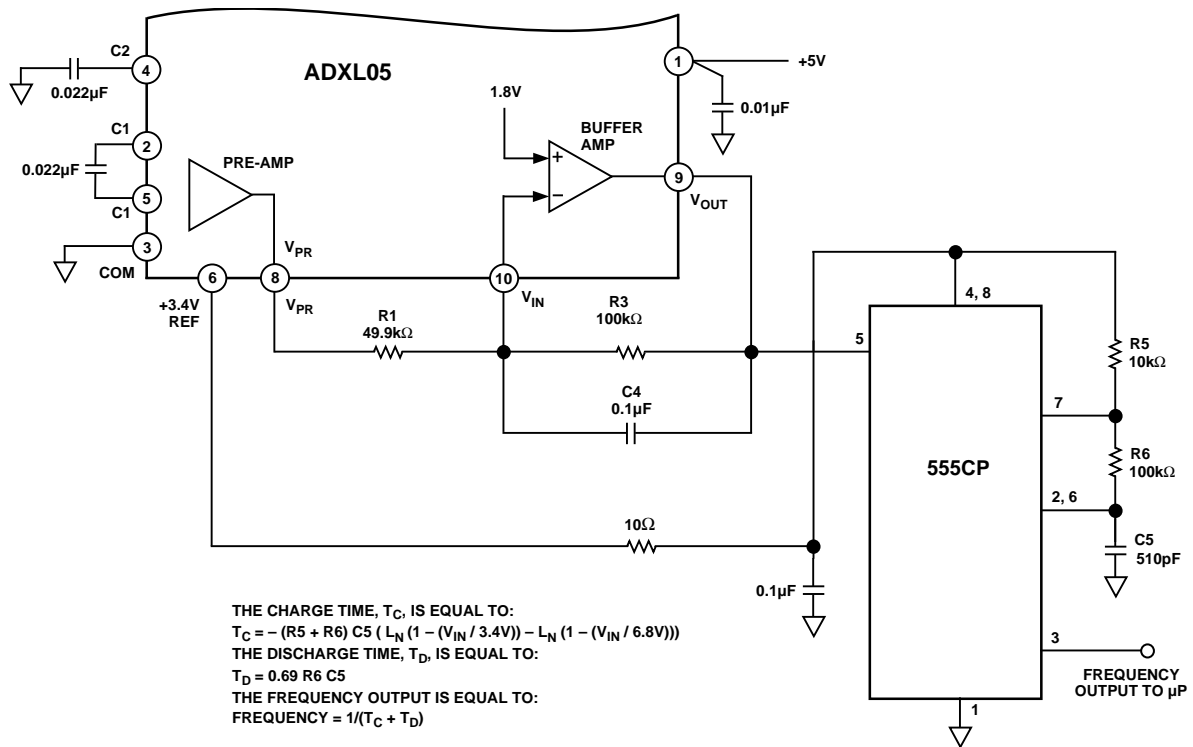 C2
4
0.022µF
ADXL05
1
+5V
0.01µF
1.8V
BUFFER
AMP
+
−
C1
2
0.022µF
5
C1
PRE-AMP
9
VOUT
3
COM
VPR
6
8
10
+3.4V
REF
VPR
VIN
R1
49.9kΩ
R3
100kΩ
C4
0.1µF
4, 8
5
R5
10kΩ
7
555CP
R6
100kΩ
2, 6
C5
510pF
10Ω
0.1µF
3
FREQUENCY
OUTPUT TO µP
1
THE CHARGE TIME, TC, IS EQUAL TO:
TC = – (R5 + R6) C5 ( LN (1 – (VIN / 3.4V)) – LN (1 – (VIN / 6.8V)))
THE DISCHARGE TIME, TD, IS EQUAL TO:
TD = 0.69 R6 C5
THE FREQUENCY OUTPUT IS EQUAL TO:
FREQUENCY = 1/(TC + TD)